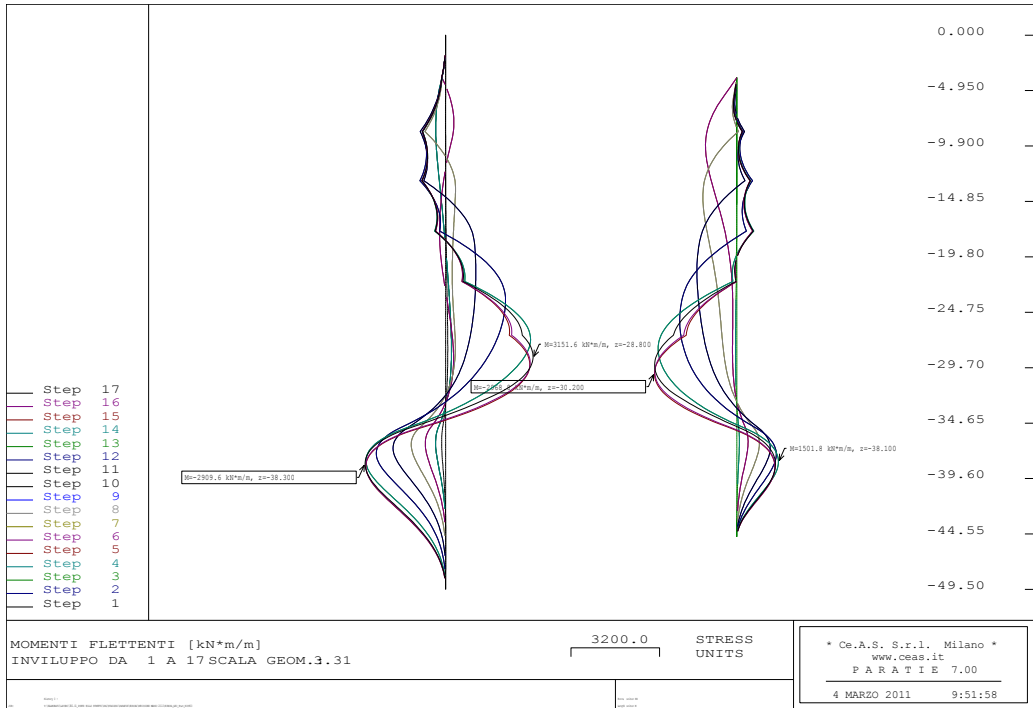 0.000
-4.950
-9.900
-14.85
-19.80
-24.75
M=3151.6 kN*m/m, z=-28.800
-29.70
kN*m/m, z=-30.200
Step 17
Step 16
Step 15
Step 14
Step 13
Step 12
Step 11
Step 10
Step 9
Step 8
Step 7
Step 6
Step 5
Step 4
Step 3
Step 2
Step 1
-34.65
M=1501.8 kN*m/m, z=-38.100
M=-2909.6 kN*m/m, z=-38.300
-39.60
-44.55
-49.50
MOMENTI FLETTENTI [kN*m/m]
INVILUPPO DA 1 A 17 SCALA GEOM.
3200.0
STRESS
UNITS
* Ce.A.S. S.r.l. Milano *
www.ceas.it
P A R A T I E 7.00
4 MARZO 2011 9:51:58